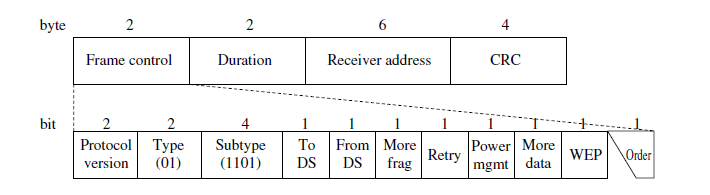 byte 2 2 6 4
Frame control Duration Receiver address CRC
bit 2 2 4 1 1 1 1 1 1 1 1
Protocol version Type (01) Subtype (1101) To DS From DS More frag Retry Power mgmt More data WEP Order